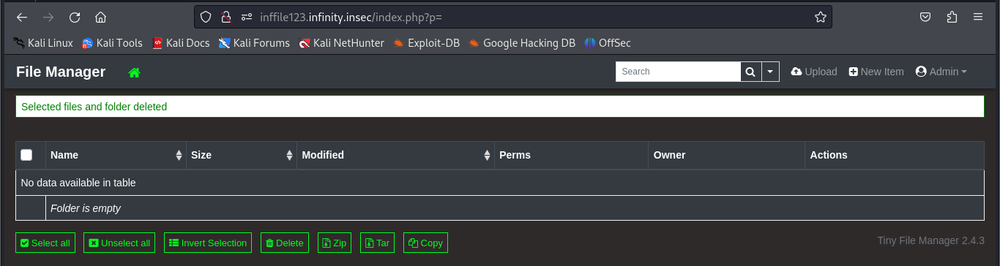 inffile123.infinity.insec/index.php?p=
Kali Linux Kali Tools Kali Docs Kali Forums Kali NetHunter Exploit-DB Google Hacking DB OffSec
File Manager Search Upload New Item Admin
Selected files and folder deleted
Name Size Modified Perms Owner Actions
No data available in table
Folder is empty
Select all Unselect all Invert Selection Delete Zip Tar Copy Tiny File Manager 2.4.3